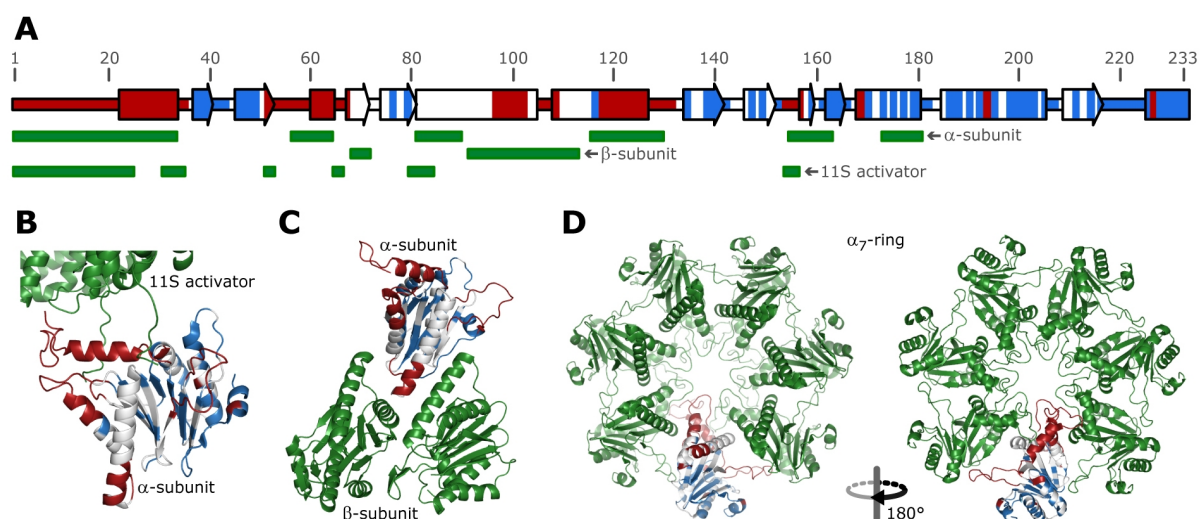 A
1 20 40 60 80 100 120 140 160 180 200 220 233
α-subunit
β-subunit
11S activator
B
11S activator
α-subunit
C
α-subunit
β-subunit
D
α7-ring
180°